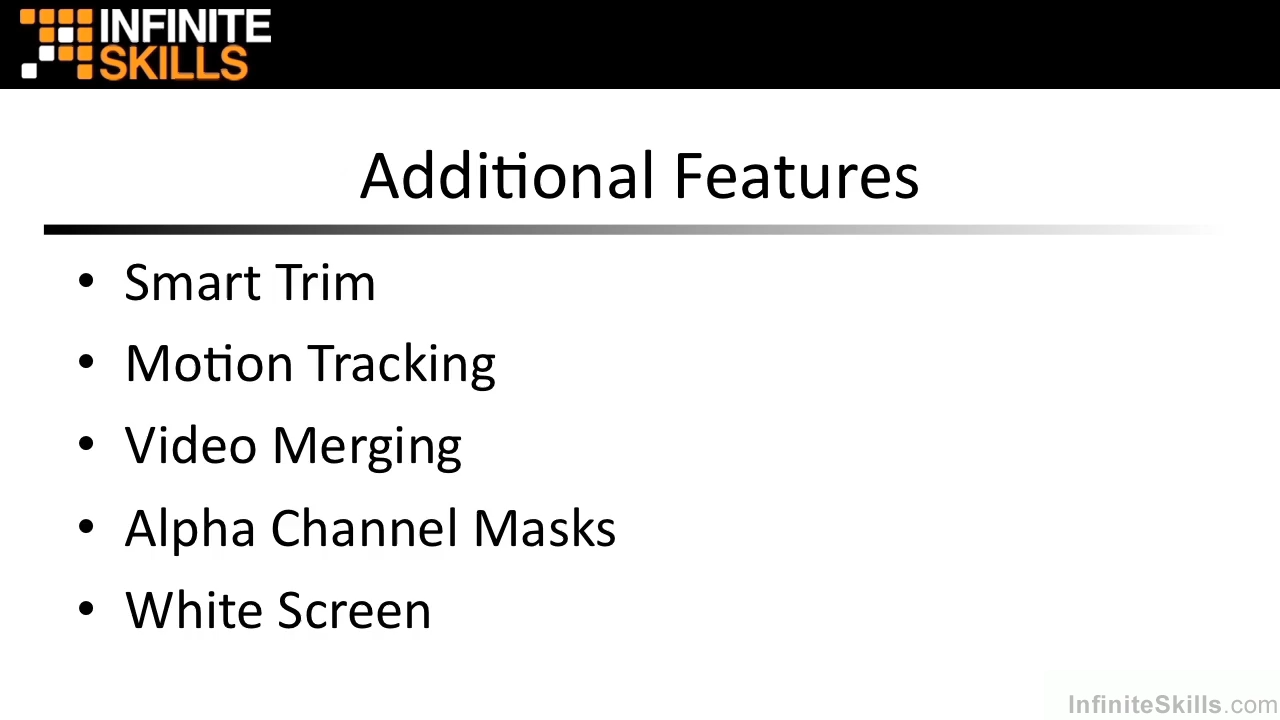 INFINITE
SKILLS
Additional Features
• Smart Trim
• Motion Tracking
• Video Merging
• Alpha Channel Masks
• White Screen
InfiniteSkills.com